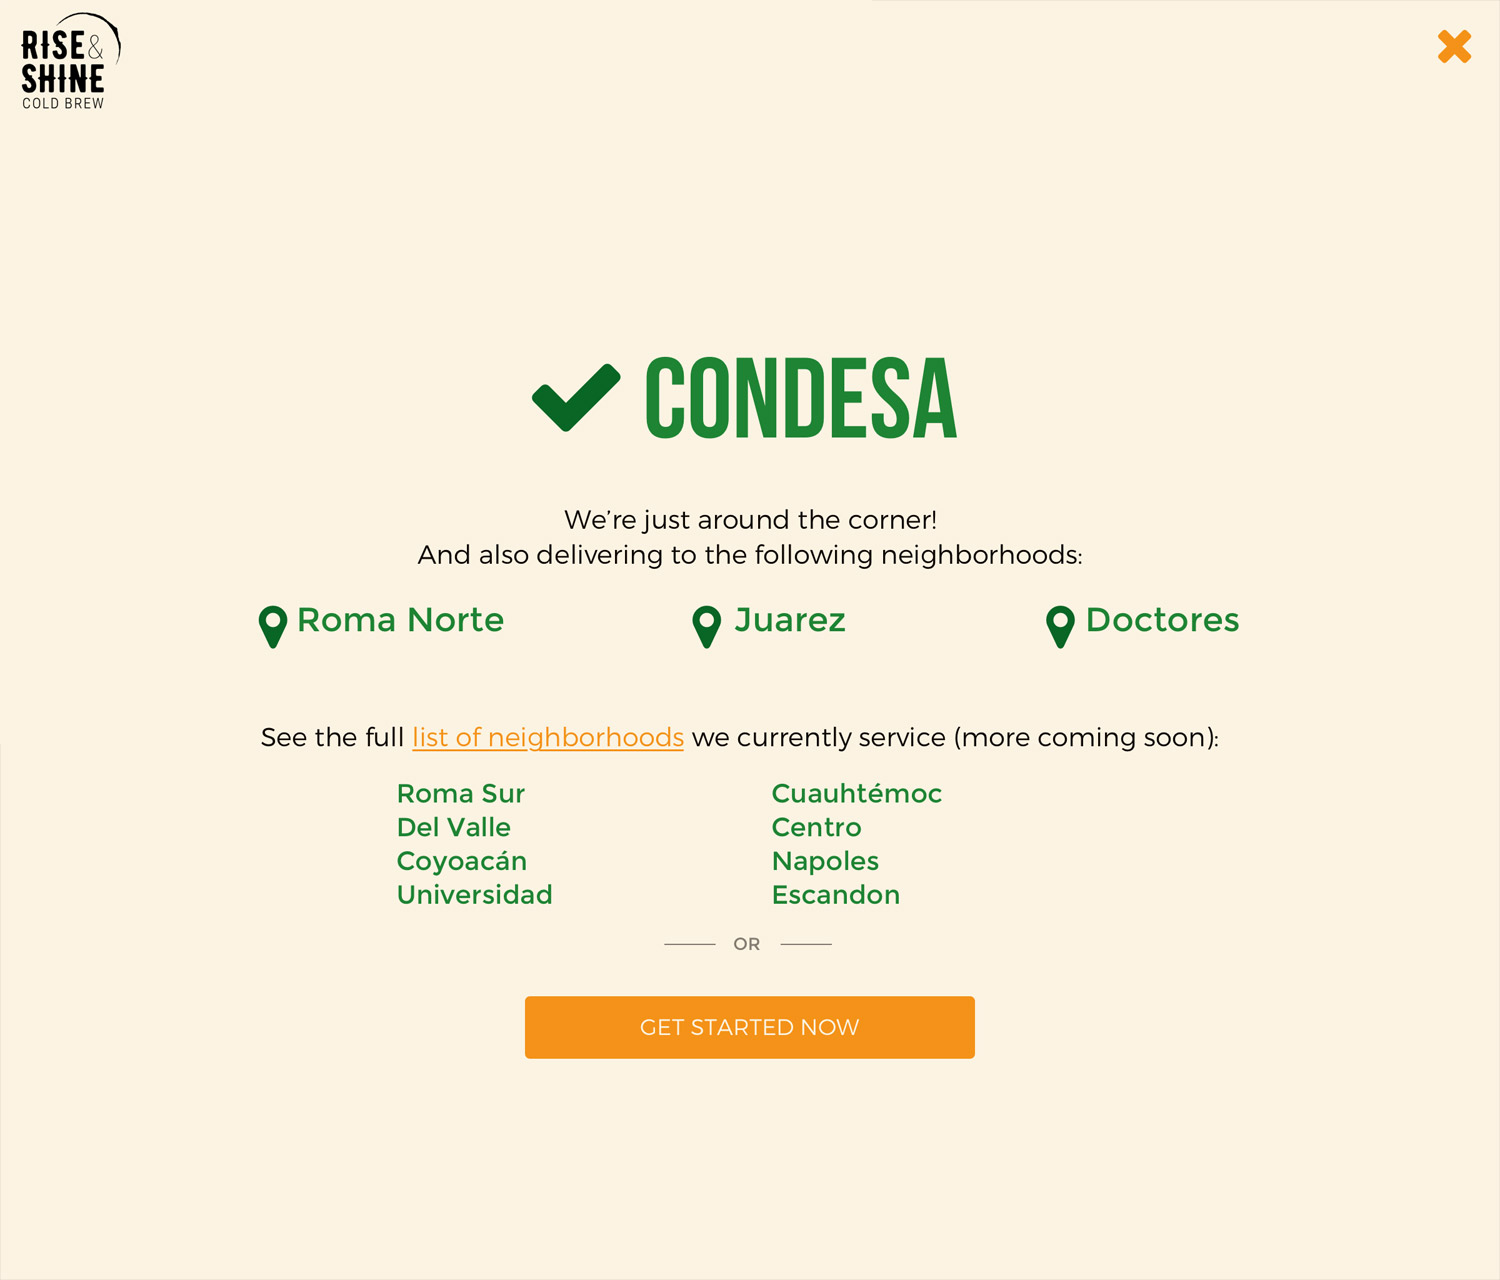 RISE &
SHINE
COLD BREW
CONDESA
We’re just around the corner!
And also delivering to the following neighborhoods:
Roma Norte
Juarez
Doctores
See the full list of neighborhoods we currently service (more coming soon):
Roma Sur
Del Valle
Coyoacán
Universidad
Cuauhtémoc
Centro
Napoles
Escandon
OR
GET STARTED NOW